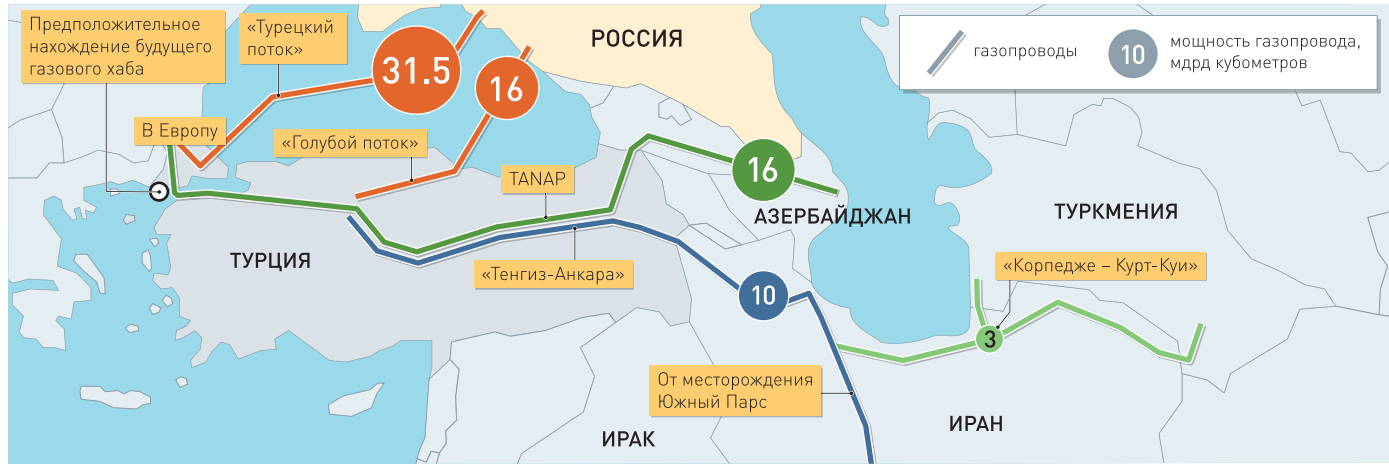 Предположительное
нахождение будущего
газового хаба
«Турецкий
поток»
31.5
16
РОССИЯ
газопроводы
10
мощность газопровода,
мдрд кубометров
В Европу
«Голубой поток»
TANAP
16
АЗЕРБАЙДЖАН
ТУРКМЕНИЯ
ТУРЦИЯ
«Тенгиз-Анкара»
10
«Корпедже – Курт-Куи»
3
От месторождения
Южный Парс
ИРАК
ИРАН